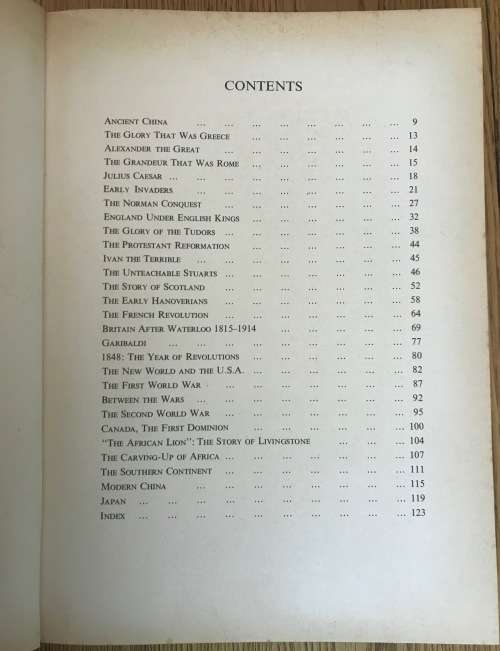 CONTENTS
ANCIENT CHINA ... ... ... ... ... ... ... ... 9
THE GLORY THAT WAS GREECE ... ... ... ... ... ... ... 13
ALEXANDER THE GREAT ... ... ... ... ... ... ... 14
THE GRANDEUR THAT WAS ROME ... ... ... ... ... ... 15
JULIUS CAESAR ... ... ... ... ... ... ... ... ... 18
EARLY INVADERS ... ... ... ... ... ... ... ... 21
THE NORMAN CONQUEST ... ... ... ... ... ... ... 27
ENGLAND UNDER ENGLISH KINGS ... ... ... ... ... ... 32
THE GLORY OF THE TUDORS ... ... ... ... ... ... ... 38
THE PROTESTANT REFORMATION ... ... ... ... ... ... 44
IVAN THE TERRIBLE ... ... ... ... ... ... ... ... 45
THE UNTEACHABLE STUARTS ... ... ... ... ... ... ... 46
THE STORY OF SCOTLAND ... ... ... ... ... ... ... 52
THE EARLY HANOVERIANS ... ... ... ... ... ... ... 58
THE FRENCH REVOLUTION ... ... ... ... ... ... ... 64
BRITAIN AFTER WATERLOO 1815–1914 ... ... ... ... ... 69
GARIBALDI ... ... ... ... ... ... ... ... ... 77
1848: THE YEAR OF REVOLUTIONS ... ... ... ... ... ... 80
THE NEW WORLD AND THE U.S.A. ... ... ... ... ... ... 82
THE FIRST WORLD WAR ... ... ... ... ... ... ... 87
BETWEEN THE WARS ... ... ... ... ... ... ... ... 92
THE SECOND WORLD WAR ... ... ... ... ... ... ... 95
CANADA, THE FIRST DOMINION ... ... ... ... ... ... 100
"THE AFRICAN LION": THE STORY OF LIVINGSTONE ... ... ... 104
THE CARVING-UP OF AFRICA ... ... ... ... ... ... ... 107
THE SOUTHERN CONTINENT ... ... ... ... ... ... ... 111
MODERN CHINA ... ... ... ... ... ... ... ... 115
JAPAN ... ... ... ... ... ... ... ... ... ... 119
INDEX ... ... ... ... ... ... ... ... ... ... 123